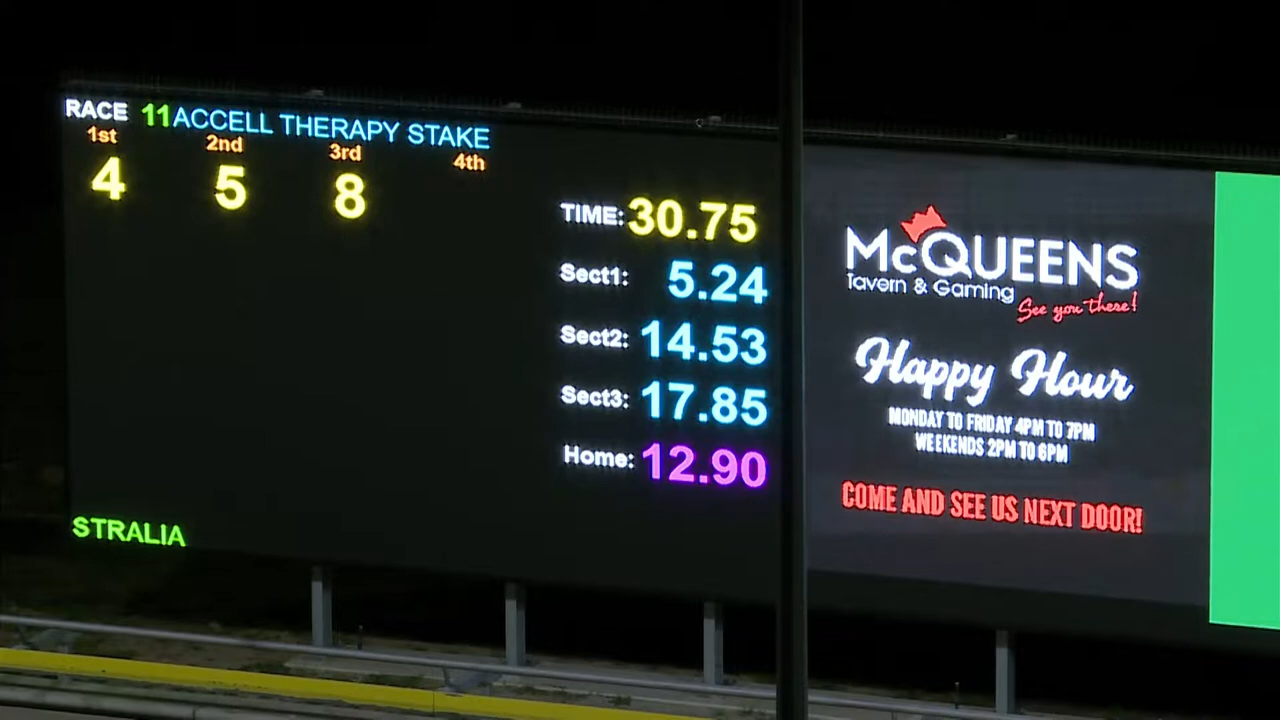 RACE 11 ACCELL THERAPY STAKE
1st 2nd 3rd 4th
4 5 8
TIME: 30.75
Sect1: 5.24
Sect2: 14.53
Sect3: 17.85
Home: 12.90
STRALIA
McQUEENS
Tavern & Gaming
See you there!
Happy Hour
MONDAY TO FRIDAY 4PM TO 7PM
WEEKENDS 2PM TO 6PM
COME AND SEE US NEXT DOOR!